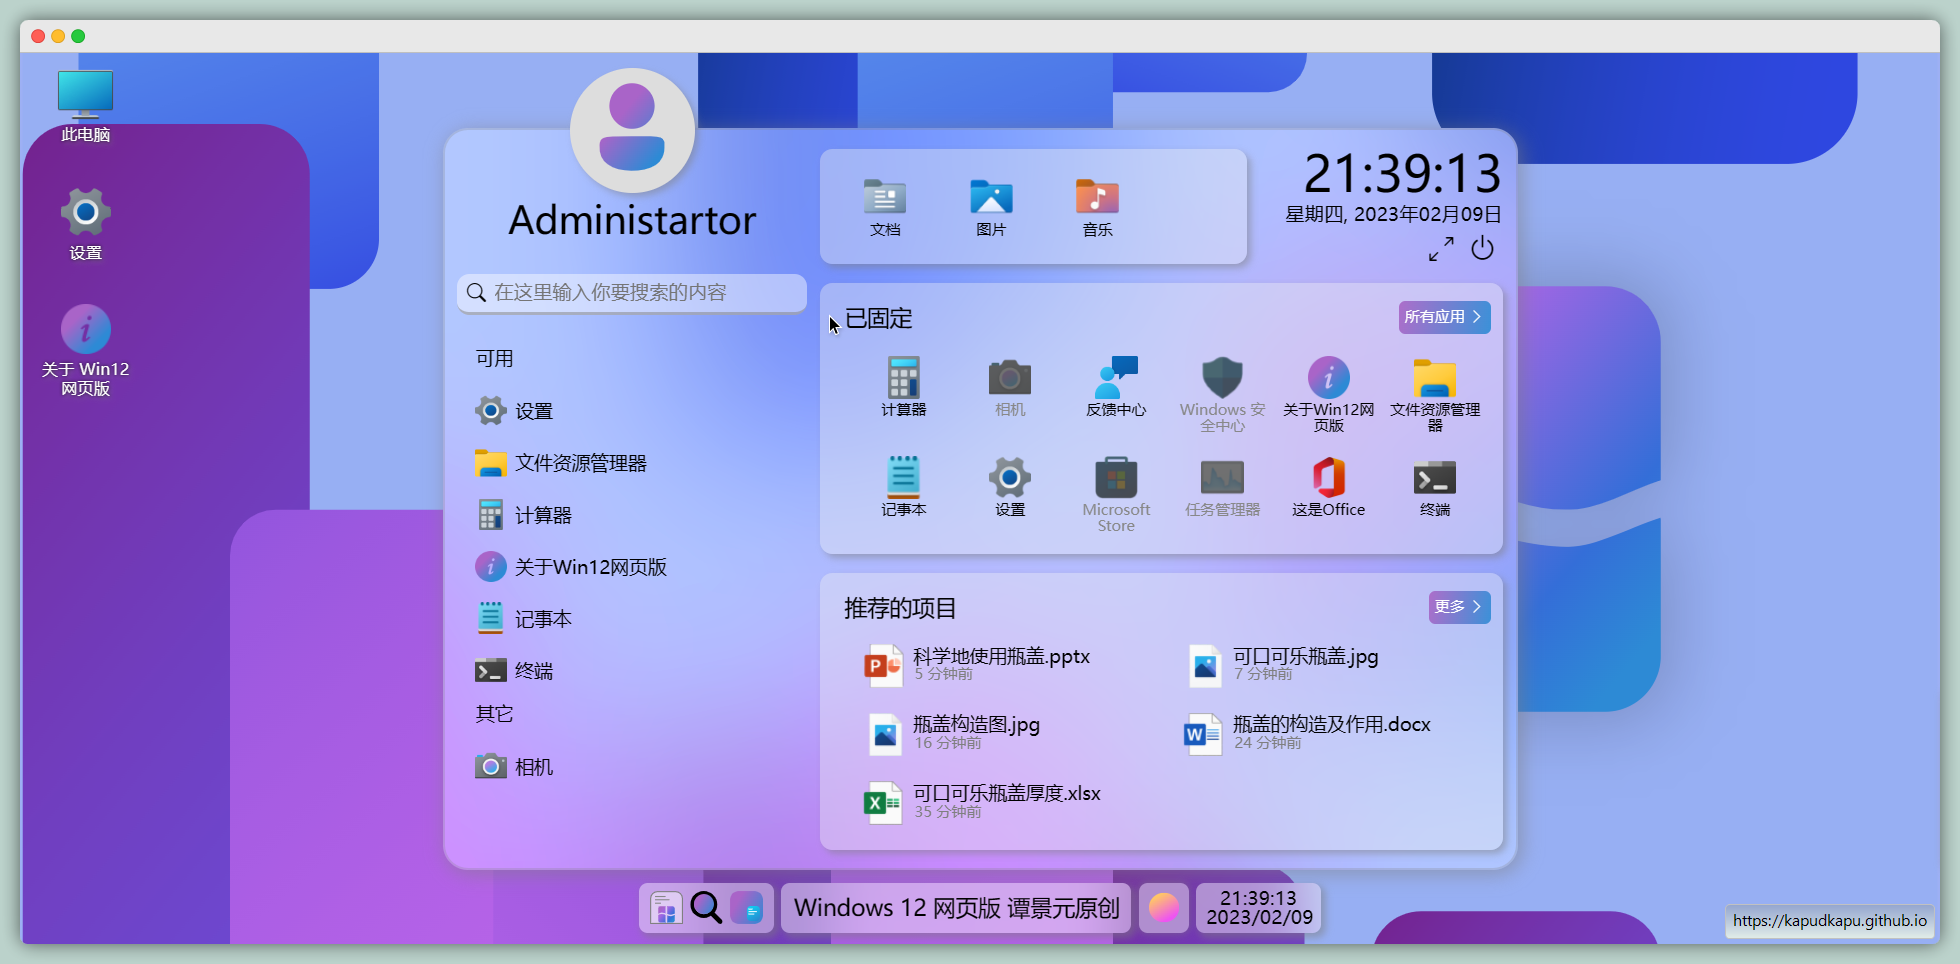 此电脑
设置
关于 Win12
网页版
Administartor
在这里输入你要搜索的内容
可用
设置
文件资源管理器
计算器
关于Win12网页版
记事本
终端
其它
相机
文档
图片
音乐
21:39:13
星期四, 2023年02月09日
已固定
所有应用
计算器
相机
反馈中心
Windows 安
全中心
关于Win12网
页版
文件资源管理
器
记事本
设置
Microsoft
Store
任务管理器
这是Office
终端
推荐的项目
更多
科学地使用瓶盖.pptx
5 分钟前
可口可乐瓶盖.jpg
7 分钟前
瓶盖构造图.jpg
16 分钟前
瓶盖的构造及作用.docx
24 分钟前
可口可乐瓶盖厚度.xlsx
35 分钟前
Windows 12 网页版 谭景元原创
21:39:13
2023/02/09
https://kapudkapu.github.io